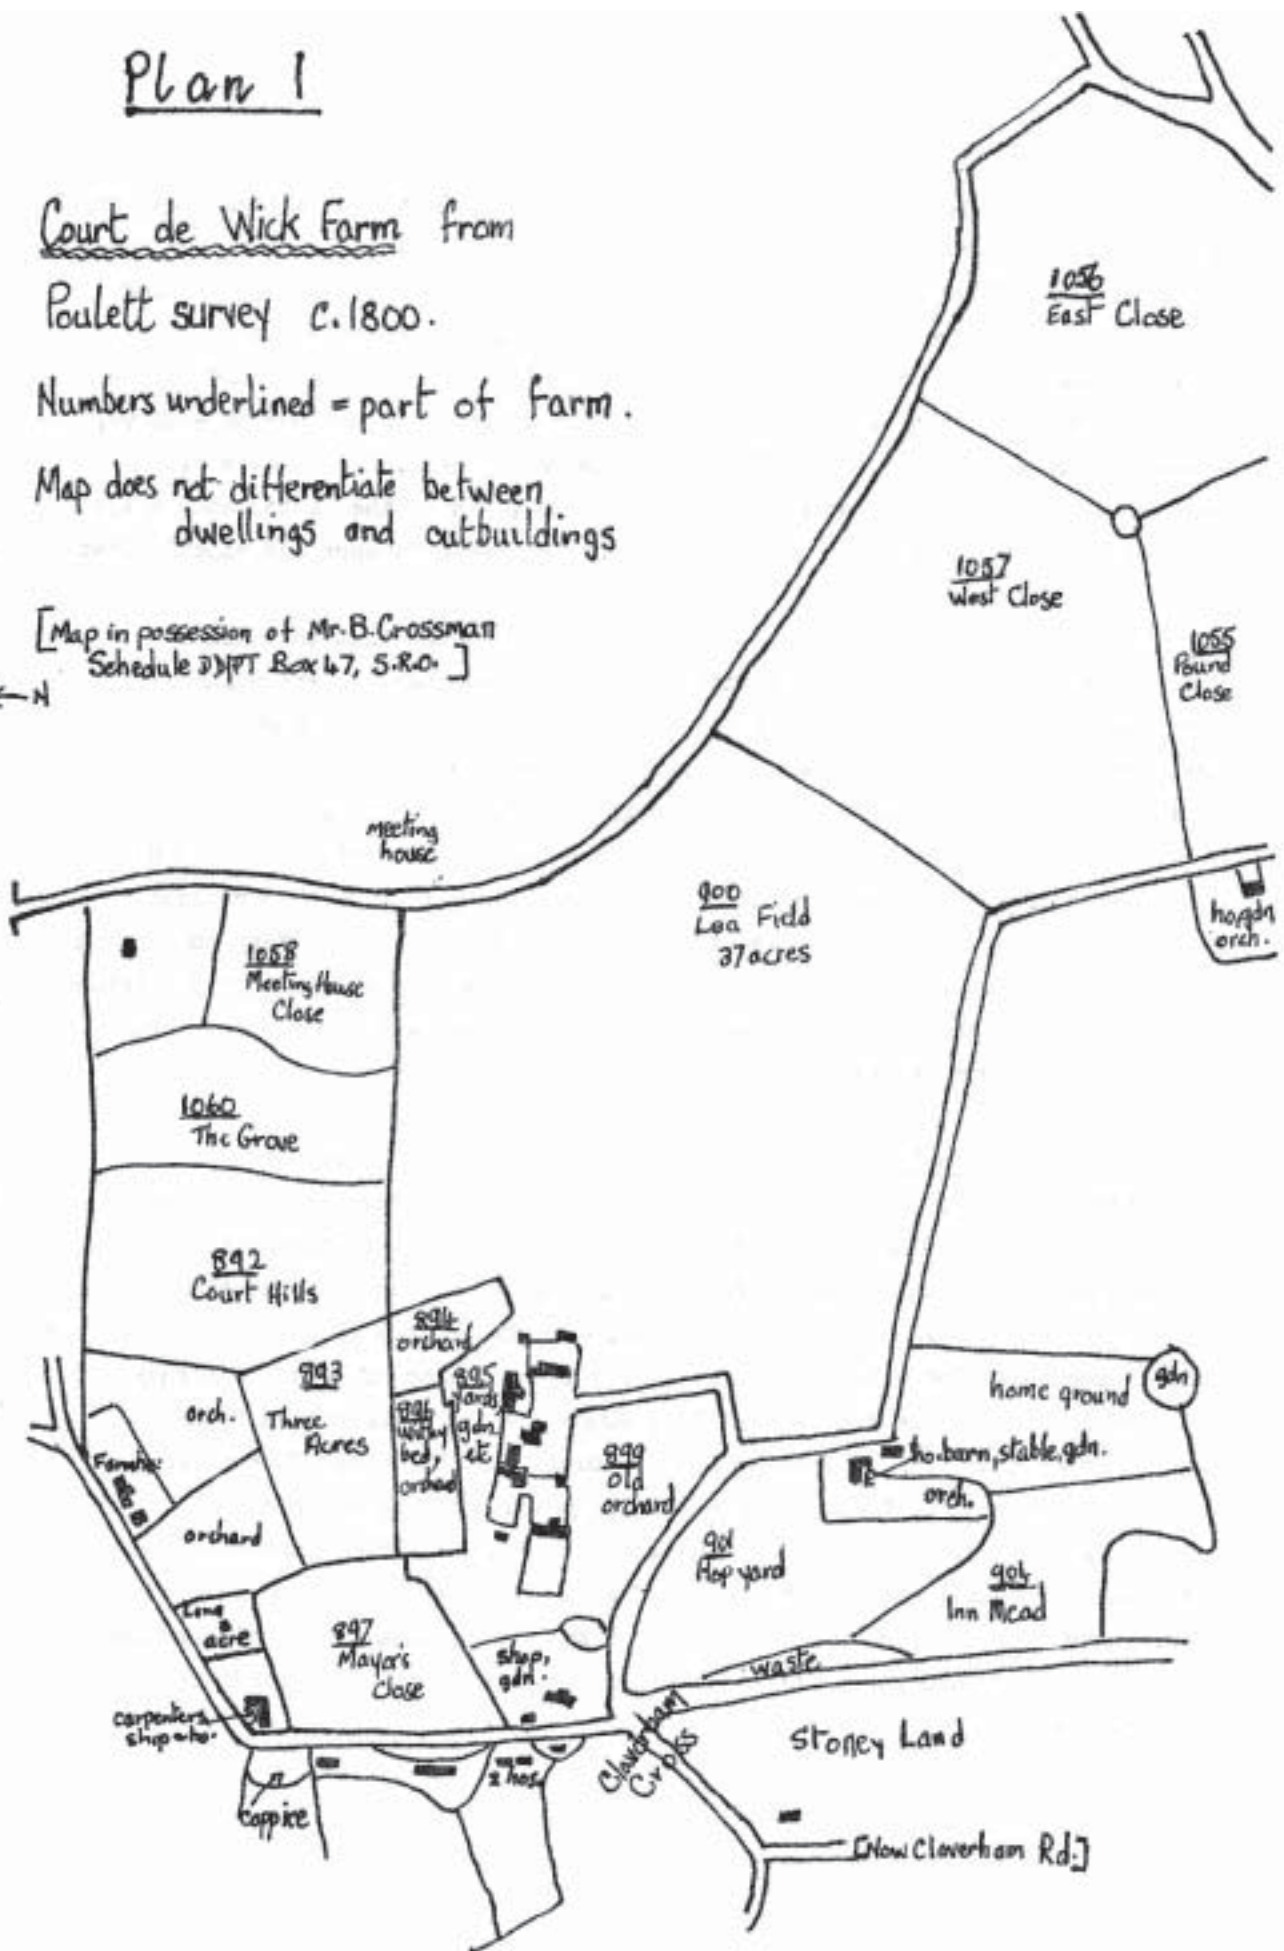 Plan 1
Court de Wick Farm from
Poulett survey c.1800.
Numbers underlined = part of farm.
Map does not differentiate between
dwellings and outbuildings
[Map in possession of Mr. B. Crossman
Schedule DD/PT Box 47, S.R.O.]
N
1056
East Close
1057
West Close
1055
Pound
Close
meeting
house
900
Lea Field
37 acres
ho, gdn
orch.
1058
Meeting House
Close
1060
The Grove
892
Court Hills
894
orchard
893
Three
Acres
orch.
895
yards,
gdn
etc
896
withy
bed,
orchard
899
old
orchard
home ground
gdn
ho. barn, stable, gdn.
orch.
orchard
901
Hop yard
904
Inn Mead
Long
acre
897
Mayor's
Close
shop,
gdn.
waste
carpenters
ship & ho.
Claverham
Cross
Stoney Land
2 hos.
Coppice
[Now Claverham Rd.]